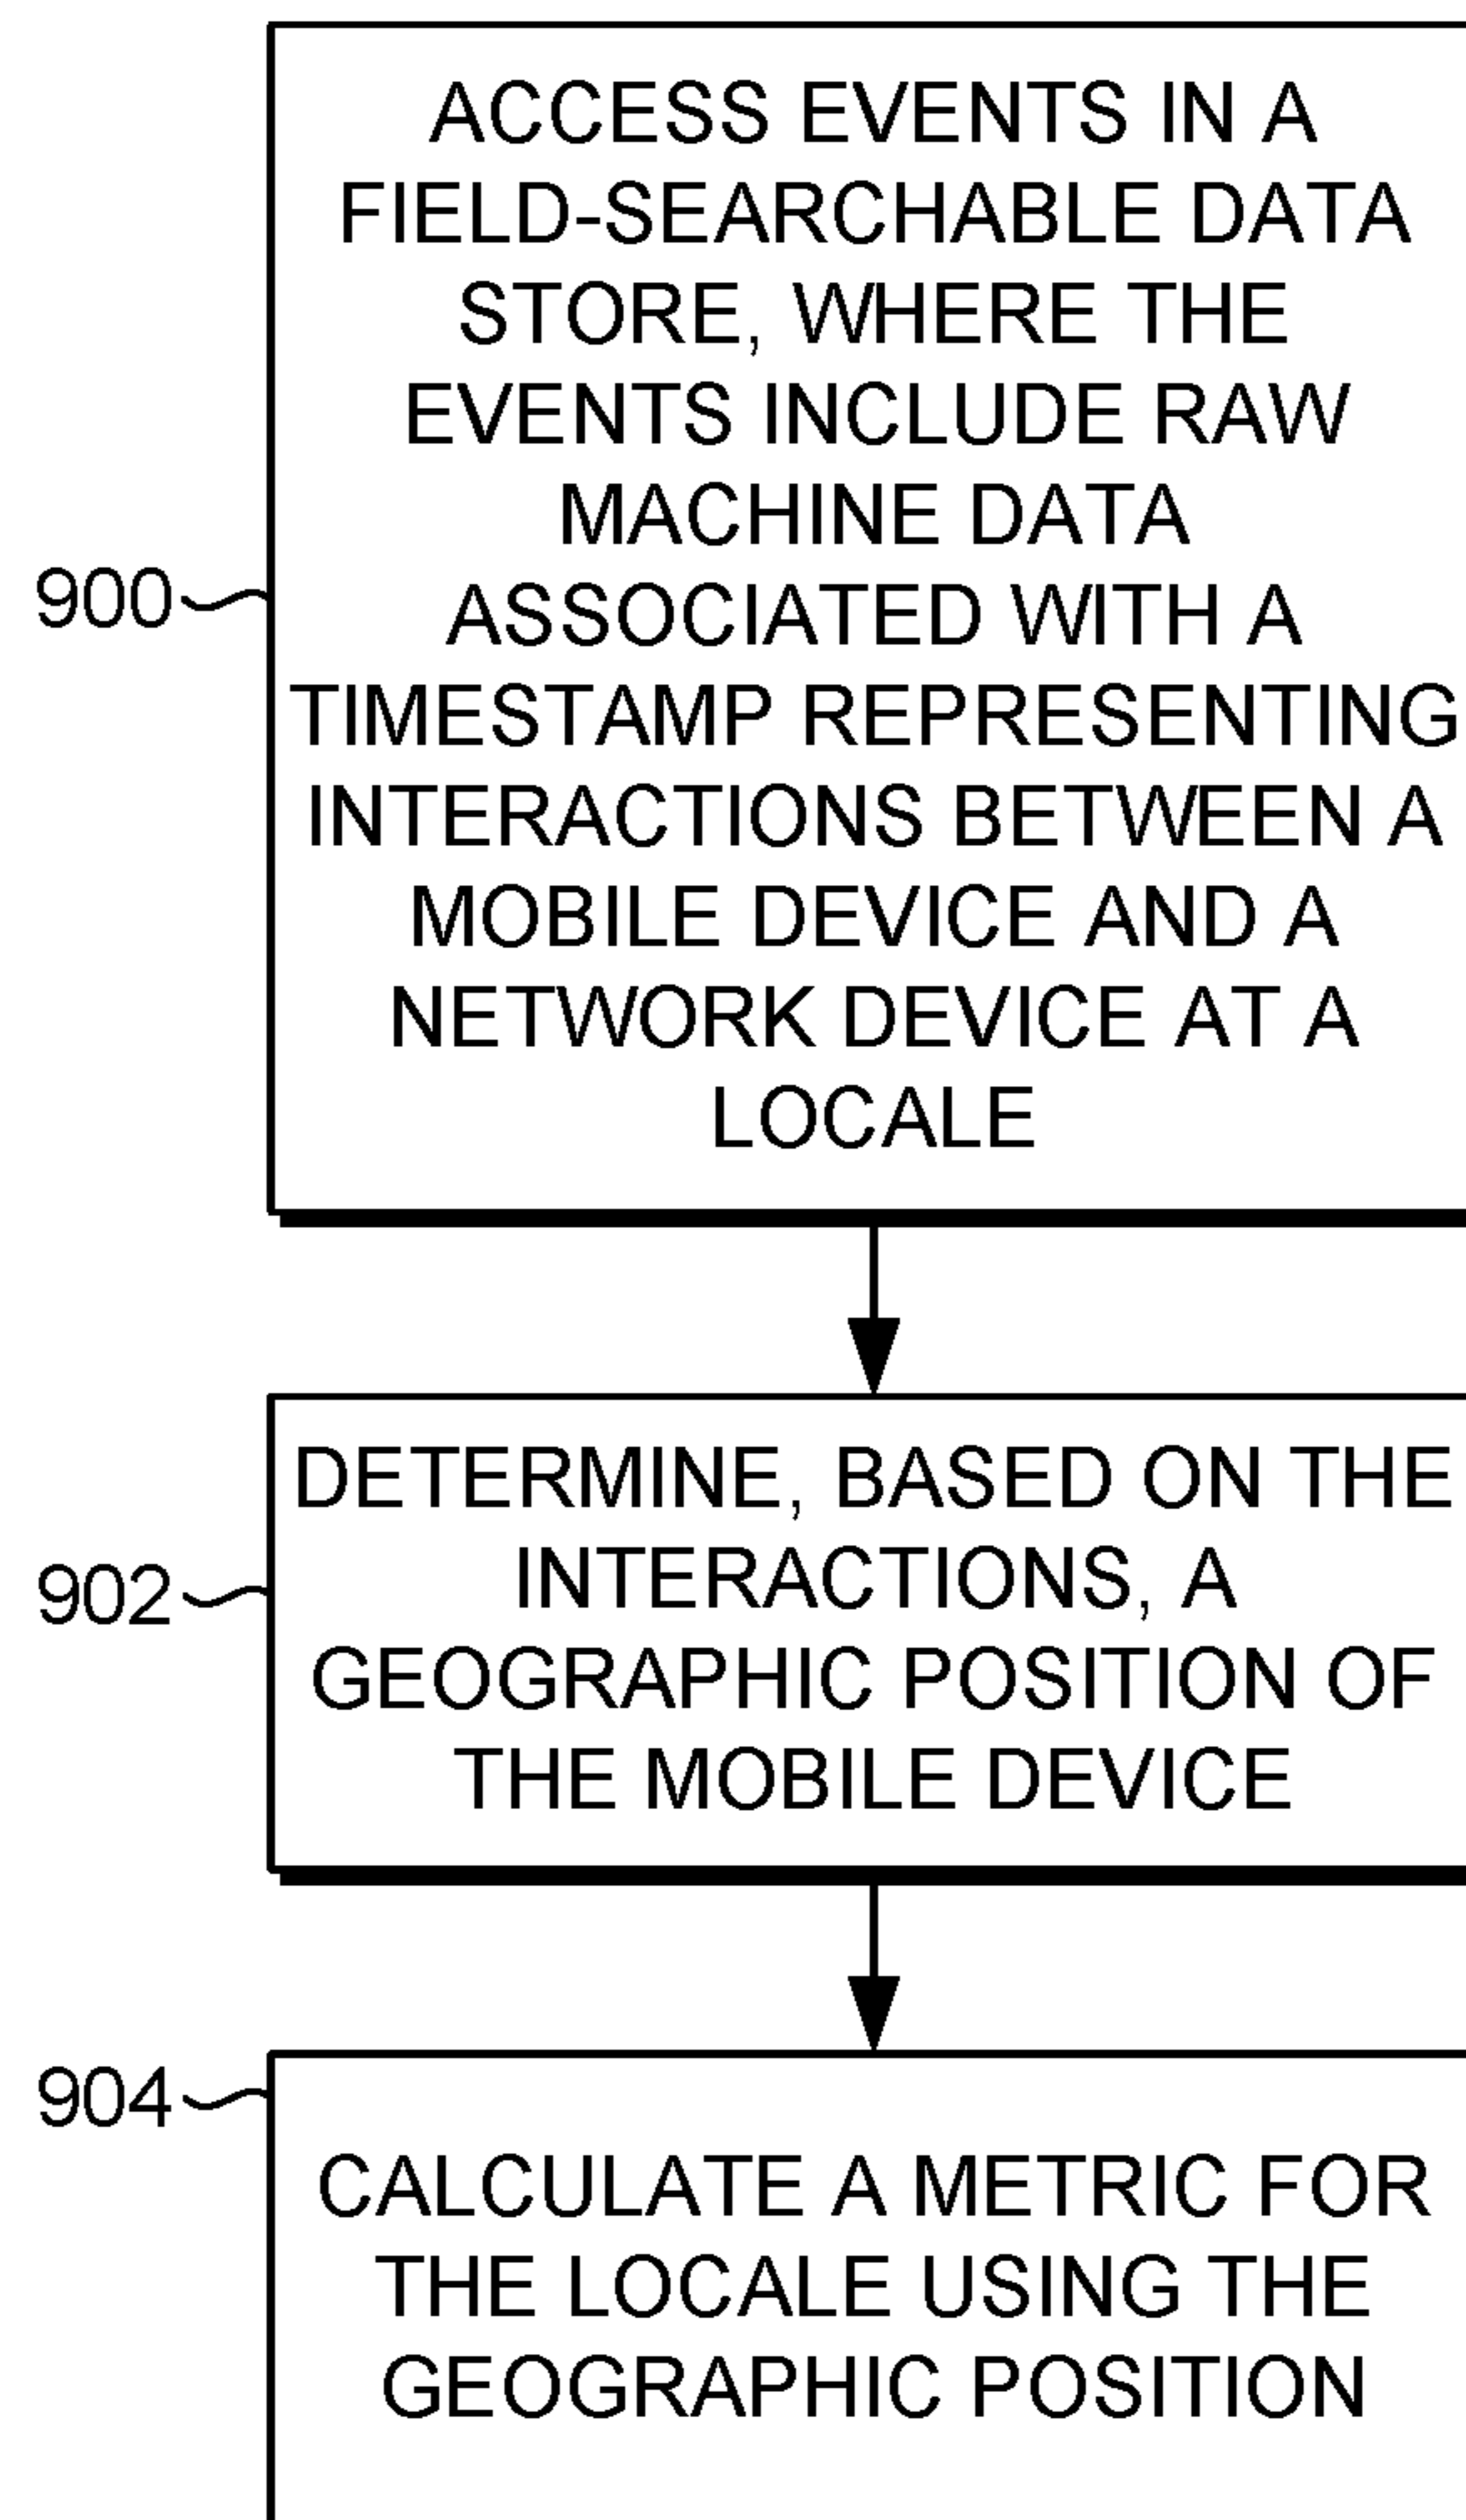 ACCESS EVENTS IN A
FIELD-SEARCHABLE DATA
STORE, WHERE THE
EVENTS INCLUDE RAW
MACHINE DATA
900
ASSOCIATED WITH A
TIMESTAMP REPRESENTING
INTERACTIONS BETWEEN A
MOBILE DEVICE AND A
NETWORK DEVICE AT A
LOCALE
DETERMINE, BASED ON THE
INTERACTIONS, A
902
GEOGRAPHIC POSITION OF
THE MOBILE DEVICE
904
CALCULATE A METRIC FOR
THE LOCALE USING THE
GEOGRAPHIC POSITION